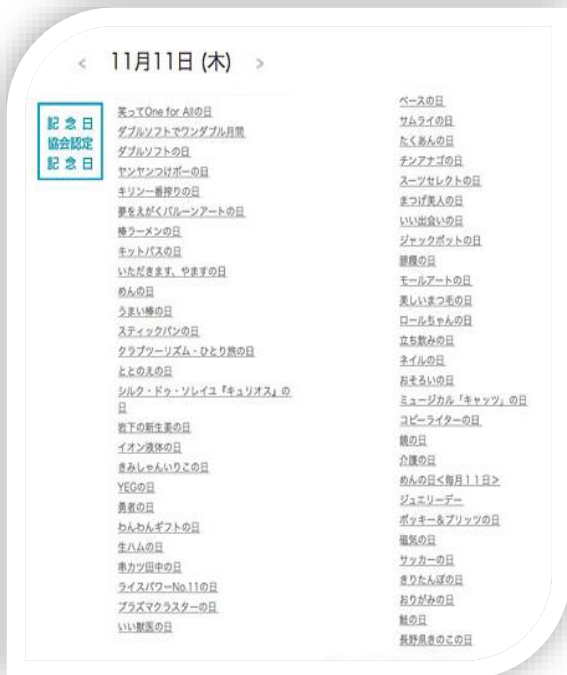 11月11日 (木)
記念日
協会認定
記念日
笑ってOne for Allの日
ダブルソフトでワンダブル月間
ダブルソフトの日
ヤンヤンつけボーの日
キリン一番搾りの日
夢をえがくバルーンアートの日
棒ラーメンの日
キットパスの日
いただきます、やますの日
めんの日
うまい棒の日
スティックパンの日
クラブツーリズム・ひとり旅の日
ととのえの日
シルク・ドゥ・ソレイユ『キュリオス』の
日
岩下の新生姜の日
イオン液体の日
きみしゃんいりこの日
YEGの日
勇者の日
わんわんギフトの日
生ハムの日
串カツ田中の日
ライスパワーNo.11の日
プラズマクラスターの日
いい獣医の日
ベースの日
サムライの日
たくあんの日
チンアナゴの日
スーツセレクトの日
まつげ美人の日
いい出会いの日
ジャックポットの日
豚饅の日
モールアートの日
美しいまつ毛の日
ロールちゃんの日
立ち飲みの日
ネイルの日
おそろいの日
ミュージカル「キャッツ」の日
コピーライターの日
鏡の日
介護の日
めんの日<毎月11日>
ジュエリーデー
ポッキー&プリッツの日
磁気の日
サッカーの日
きりたんぽの日
おりがみの日
鮭の日
長野県きのこの日